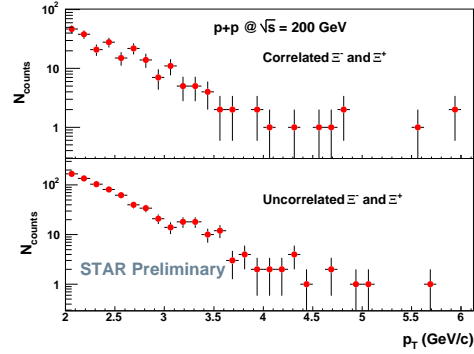 p+p @ √s = 200 GeV
Correlated Ξ⁻ and Ξ⁺
N_counts
10²
10
1
Uncorrelated Ξ⁻ and Ξ⁺
N_counts
10²
10
1
STAR Preliminary
2 2.5 3 3.5 4 4.5 5 5.5 6
p_T (GeV/c)